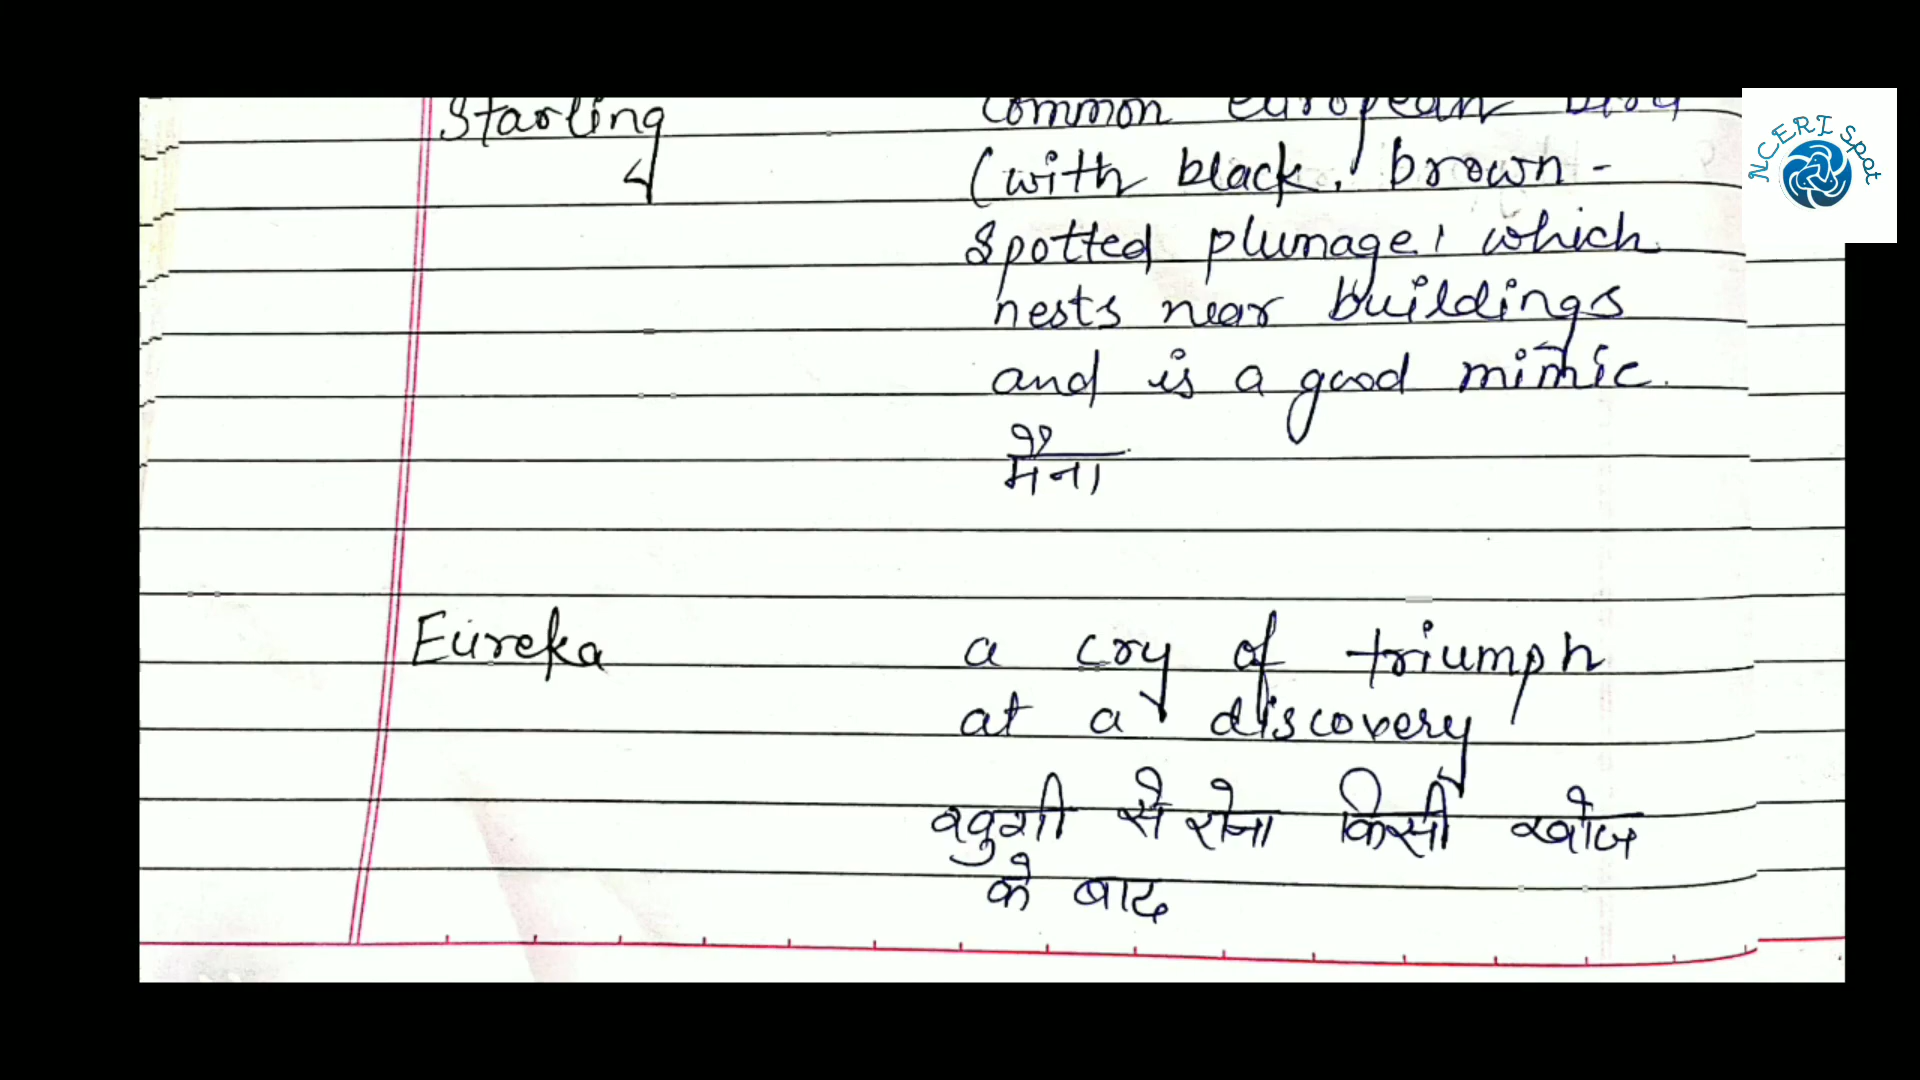 Starling
common european bird
(with black, brown -
spotted plumage, which
nests near buildings
and is a good mimic.
मैना
Eureka
a cry of triumph
at a discovery
खुशी से रोना किसी खोज
के बाद
NCERT Spot